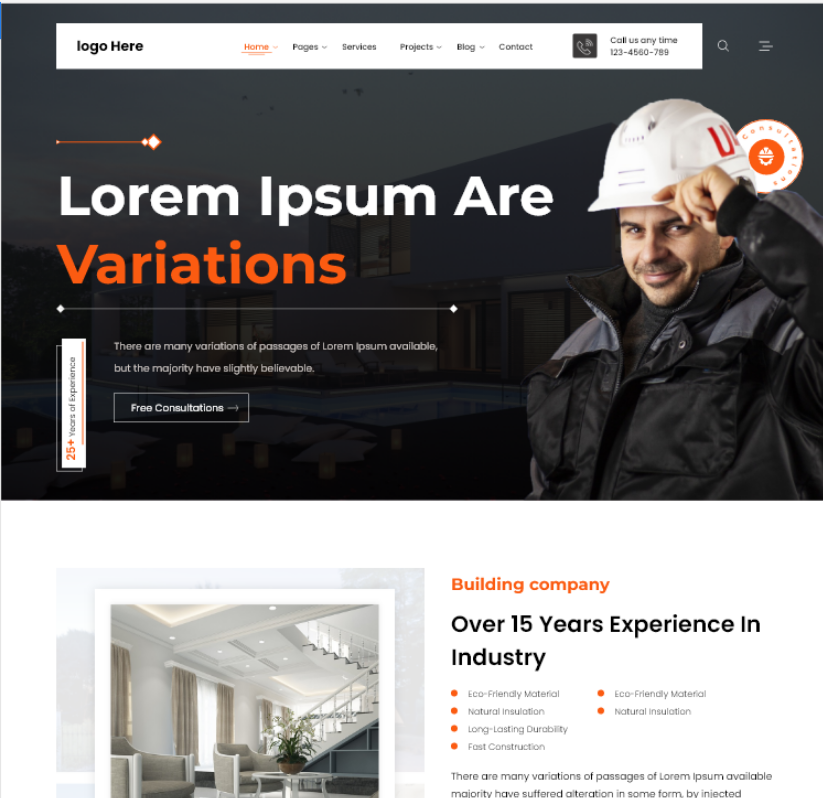 logo Here
Home
Pages
Services
Projects
Blog
Contact
Call us any time
123-4560-789
Consultations
Lorem Ipsum Are
Variations
25+ Years of Experience
There are many variations of passages of Lorem Ipsum available,
but the majority have slightly believable.
Free Consultations
Building company
Over 15 Years Experience In
Industry
Eco-Friendly Material
Eco-Friendly Material
Natural Insulation
Natural Insulation
Long-Lasting Durability
Fast Construction
There are many variations of passages of Lorem Ipsum available
majority have suffered alteration in some form, by injected